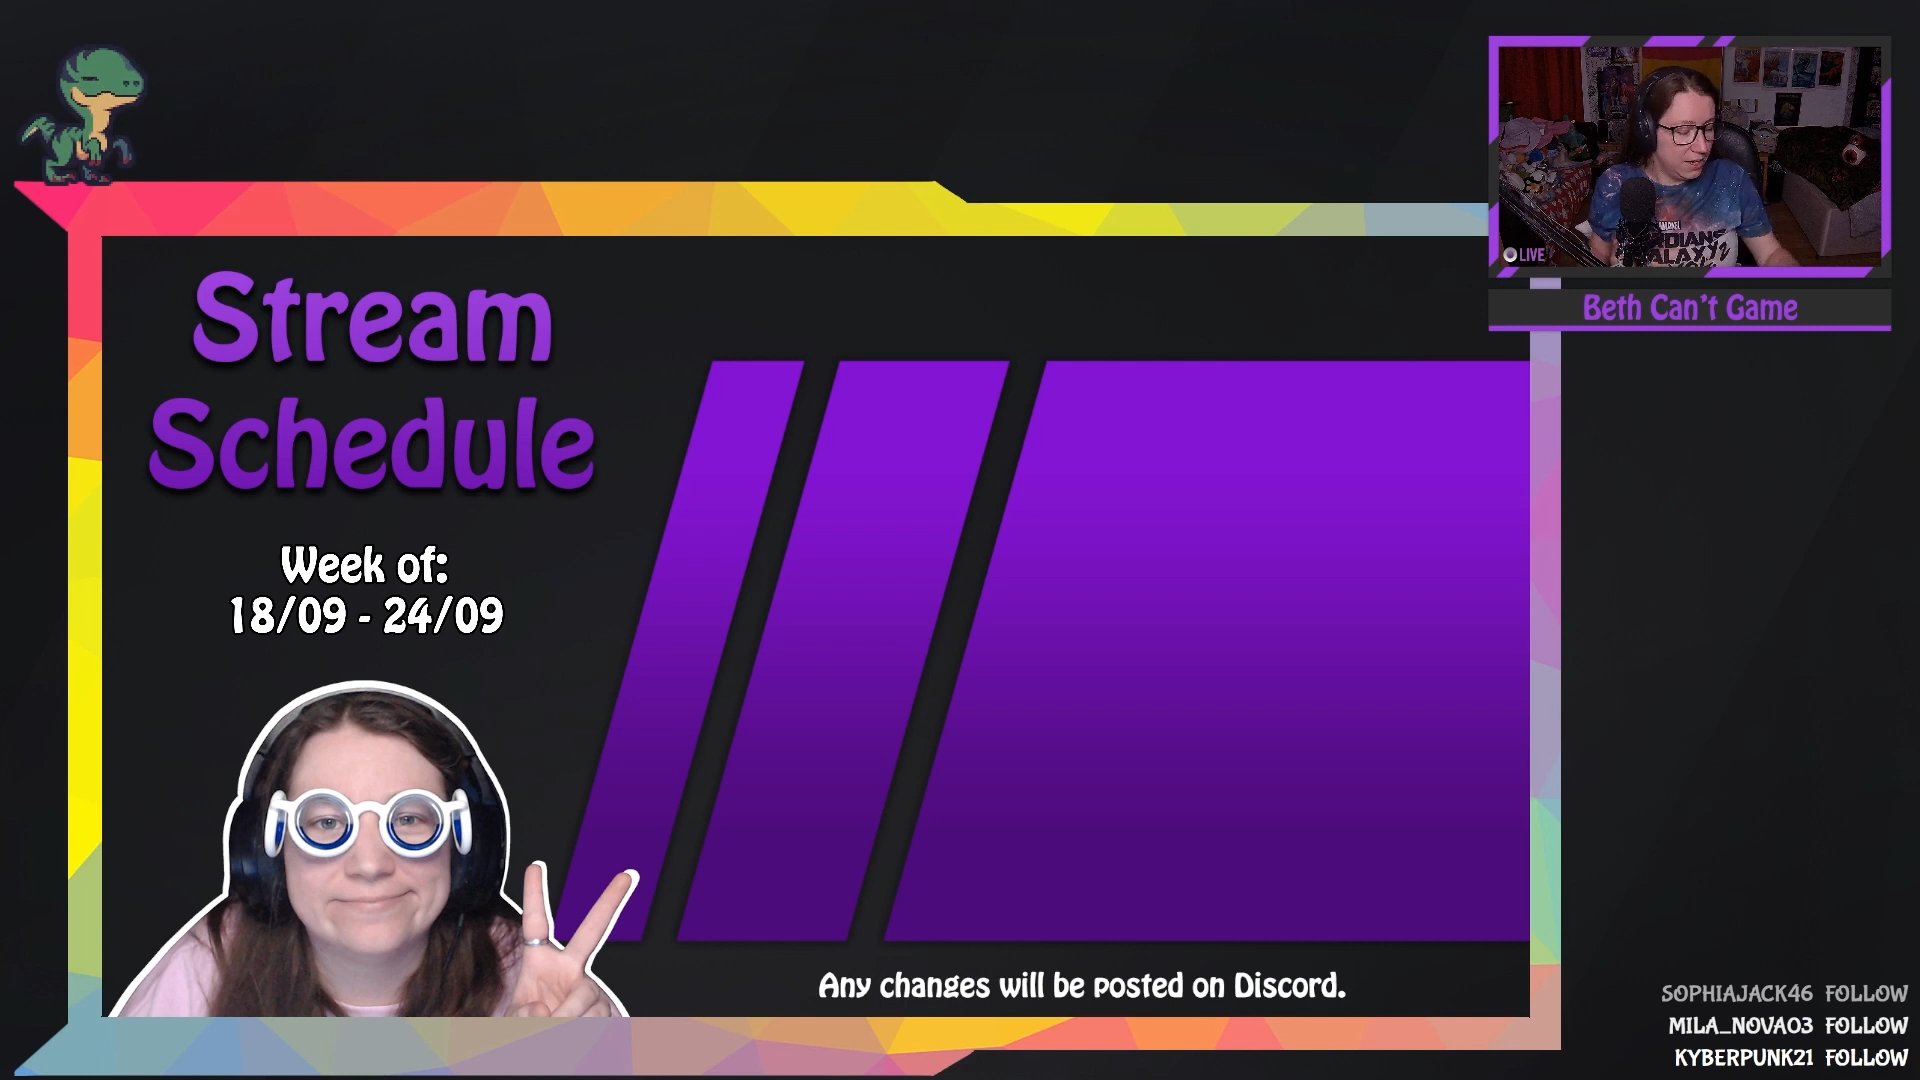 LIVE
Beth Can't Game
Stream
Schedule
Week of:
18/09 - 24/09
Any changes will be posted on Discord.
SOPHIAJACK46 FOLLOW
MILA_NOVA03 FOLLOW
KYBERPUNK21 FOLLOW